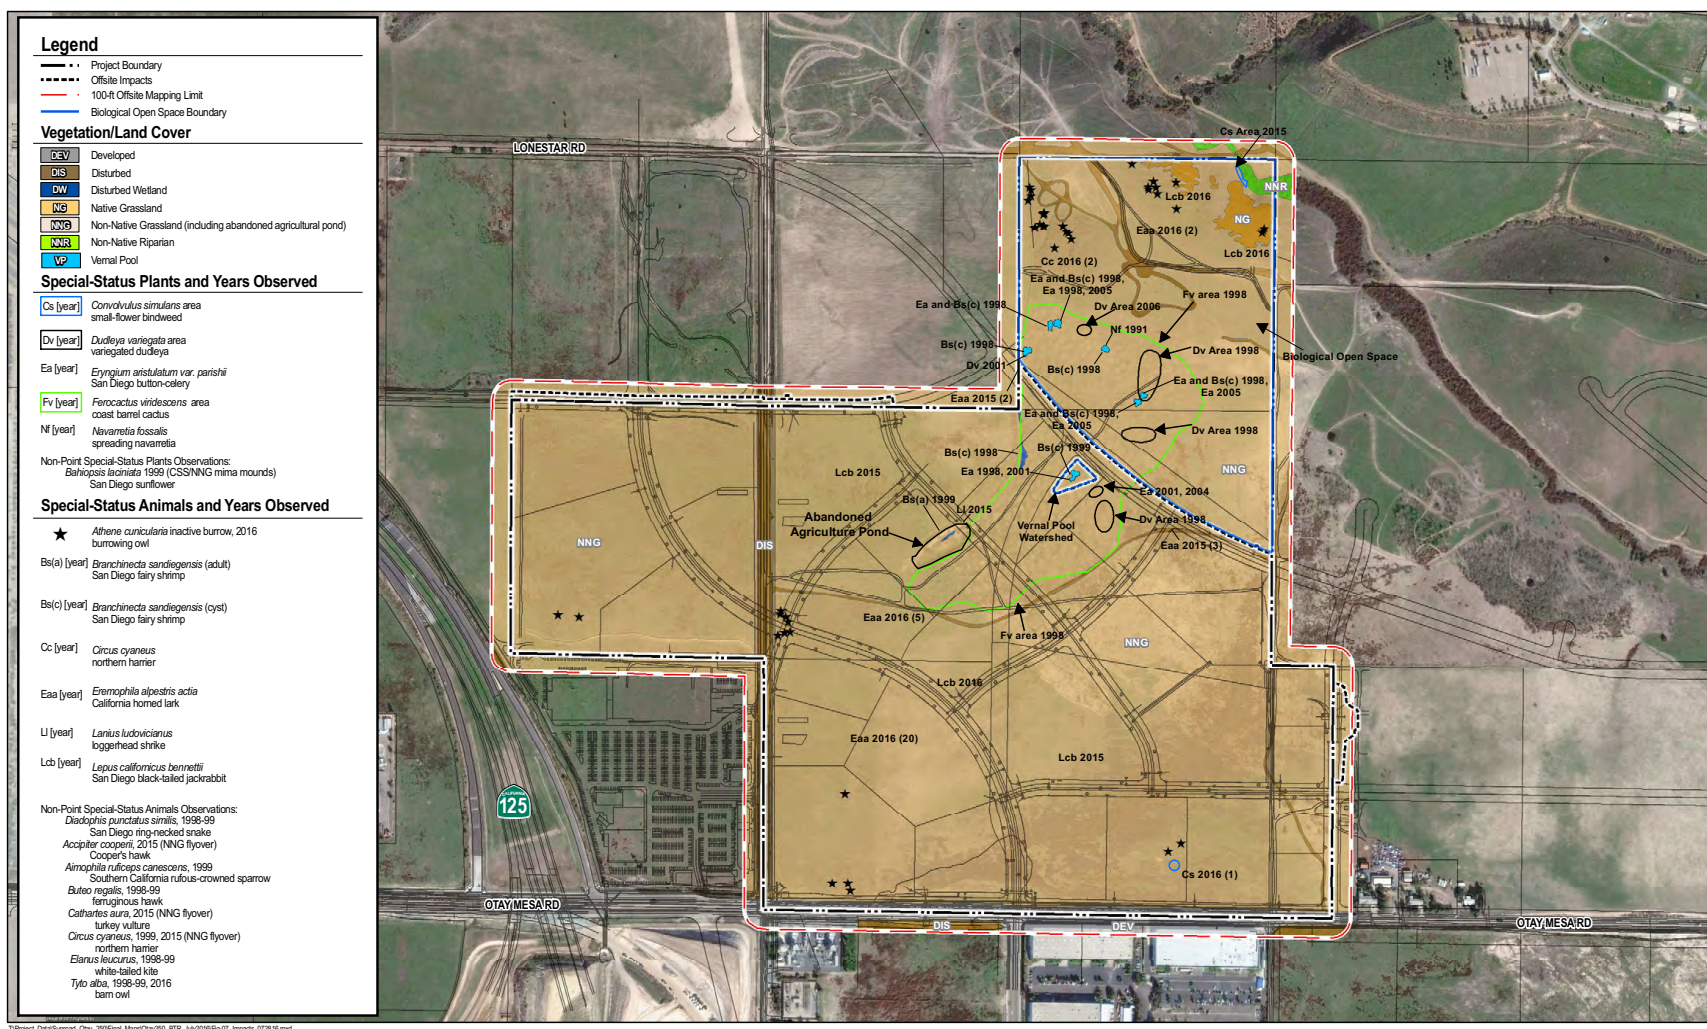 Legend
Project Boundary
Offsite Impacts
100-ft Offsite Mapping Limit
Biological Open Space Boundary
Vegetation/Land Cover
DEV Developed
DIS Disturbed
DW Disturbed Wetland
NG Native Grassland
NNG Non-Native Grassland (including abandoned agricultural pond)
NNR Non-Native Riparian
VP Vernal Pool
Special-Status Plants and Years Observed
Cs [year] Convolvulus simulans area
small-flower bindweed
Dv [year] Dudleya variegata area
variegated dudleya
Ea [year] Eryngium aristulatum var. parishii
San Diego button-celery
Fv [year] Ferocactus viridescens area
coast barrel cactus
Nf [year] Navarretia fossalis
spreading navarretia
Non-Point Special-Status Plants Observations:
Bahiopsis laciniata 1999 (CSS/NNG mima mounds)
San Diego sunflower
Special-Status Animals and Years Observed
Athene cunicularia inactive burrow, 2016
burrowing owl
Bs(a) [year] Branchinecta sandiegensis (adult)
San Diego fairy shrimp
Bs(c) [year] Branchinecta sandiegensis (cyst)
San Diego fairy shrimp
Cc [year] Circus cyaneus
northern harrier
Eaa [year] Eremophila alpestris actia
California horned lark
Ll [year] Lanius ludovicianus
loggerhead shrike
Lcb [year] Lepus californicus bennettii
San Diego black-tailed jackrabbit
Non-Point Special-Status Animals Observations:
Diadophis punctatus similis, 1998-99
San Diego ring-necked snake
Accipiter cooperii, 2015 (NNG flyover)
Cooper's hawk
Aimophila ruficeps canescens, 1999
Southern California rufous-crowned sparrow
Buteo regalis, 1998-99
ferruginous hawk
Cathartes aura, 2015 (NNG flyover)
turkey vulture
Circus cyaneus, 1999, 2015 (NNG flyover)
northern harrier
Elanus leucurus, 1998-99
white-tailed kite
Tyto alba, 1998-99, 2016
barn owl
LONESTAR RD
Cs Area 2015
NNR
Lcb 2016
NG
Eaa 2016 (2)
Lcb 2016
Cc 2016 (2)
Ea and Bs(c) 1998,
Ea 1998, 2005
Fv area 1998
Ea and Bs(c) 1998
Dv Area 2006
Nf 1991
Bs(c) 1998
Dv Area 1998
Biological Open Space
Dv 2001
Bs(c) 1998
Ea and Bs(c) 1998,
Ea 2005
Eaa 2015 (2)
Ea and Bs(c) 1998,
Ea 2005
Dv Area 1998
Bs(c) 1999
Bs(c) 1998
Ea 1998, 2001
NNG
Lcb 2015
Ea 2001, 2004
Bs(a) 1999
Ll 2015
Abandoned
Agriculture Pond
Vernal Pool
Watershed
Dv Area 1998
Eaa 2015 (3)
NNG
DIS
Eaa 2016 (5)
Fv area 1998
NNG
Lcb 2016
Eaa 2016 (20)
Lcb 2015
CALIFORNIA
125
Cs 2016 (1)
OTAY MESA RD
DIS
DEV
OTAY MESA RD